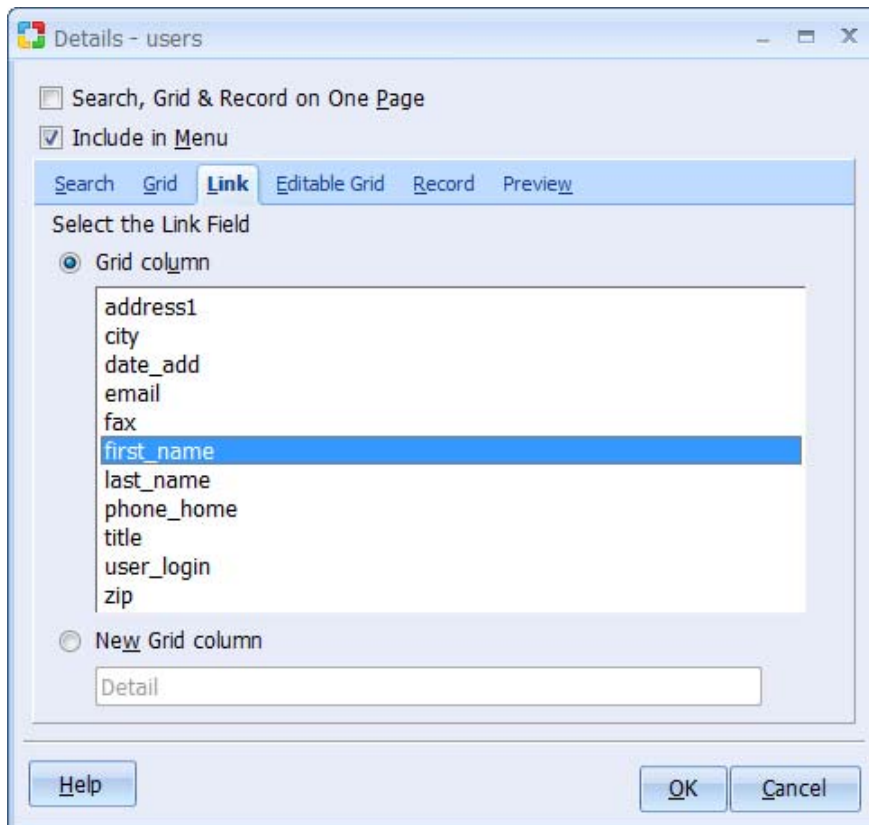 Details - users
Search, Grid & Record on One Page
Include in Menu
Search Grid Link Editable Grid Record Preview
Select the Link Field
Grid column
address1
city
date_add
email
fax
first_name
last_name
phone_home
title
user_login
zip
New Grid column
Detail
Help OK Cancel